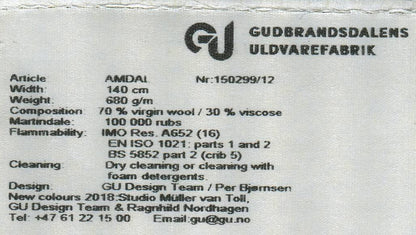 GU GUDBRANDSDALENS
ULDVAREFABRIK
Article AMDAL Nr:150299/12
Width: 140 cm
Weight: 680 g/m
Composition 70 % virgin wool / 30 % viscose
Martindale: 100 000 rubs
Flammability: IMO Res. A652 (16)
EN ISO 1021: parts 1 and 2
BS 5852 part 2 (crib 5)
Cleaning: Dry cleaning or cleaning with
foam detergents.
Design: GU Design Team / Per Bjørnsen
New colours 2018:Studio Müller van Toll,
GU Design Team & Ragnhild Nordhagen
Tel: +47 61 22 15 00 Email:gu@gu.no